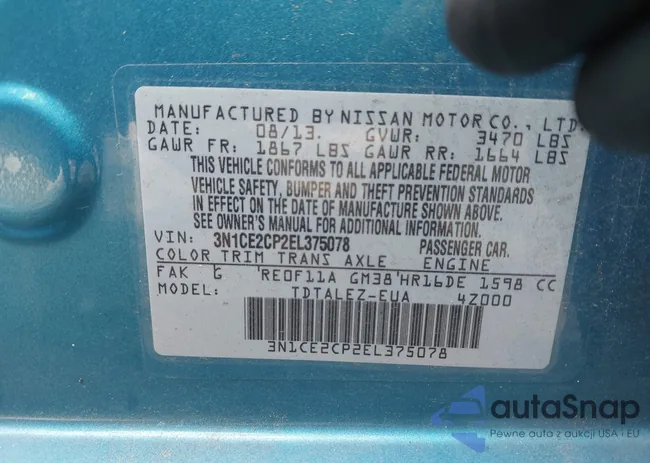 MANUFACTURED BY NISSAN MOTOR CO., LTD.
DATE: 08/13. GVWR: 3470 LBS
GAWR FR: 1867 LBS GAWR RR: 1664 LBS
THIS VEHICLE CONFORMS TO ALL APPLICABLE FEDERAL MOTOR
VEHICLE SAFETY, BUMPER AND THEFT PREVENTION STANDARDS
IN EFFECT ON THE DATE OF MANUFACTURE SHOWN ABOVE.
SEE OWNER'S MANUAL FOR ADDITIONAL INFORMATION.
VIN: 3N1CE2CP2EL375078 PASSENGER CAR.
COLOR TRIM TRANS AXLE ENGINE
FAK G 'RE0F11A GM38'HR16DE 1598 CC
MODEL: TDTALEZ-EUA 4Z000
3N1CE2CP2EL375078
autaSnap
Pewne auta z aukcji USA i EU